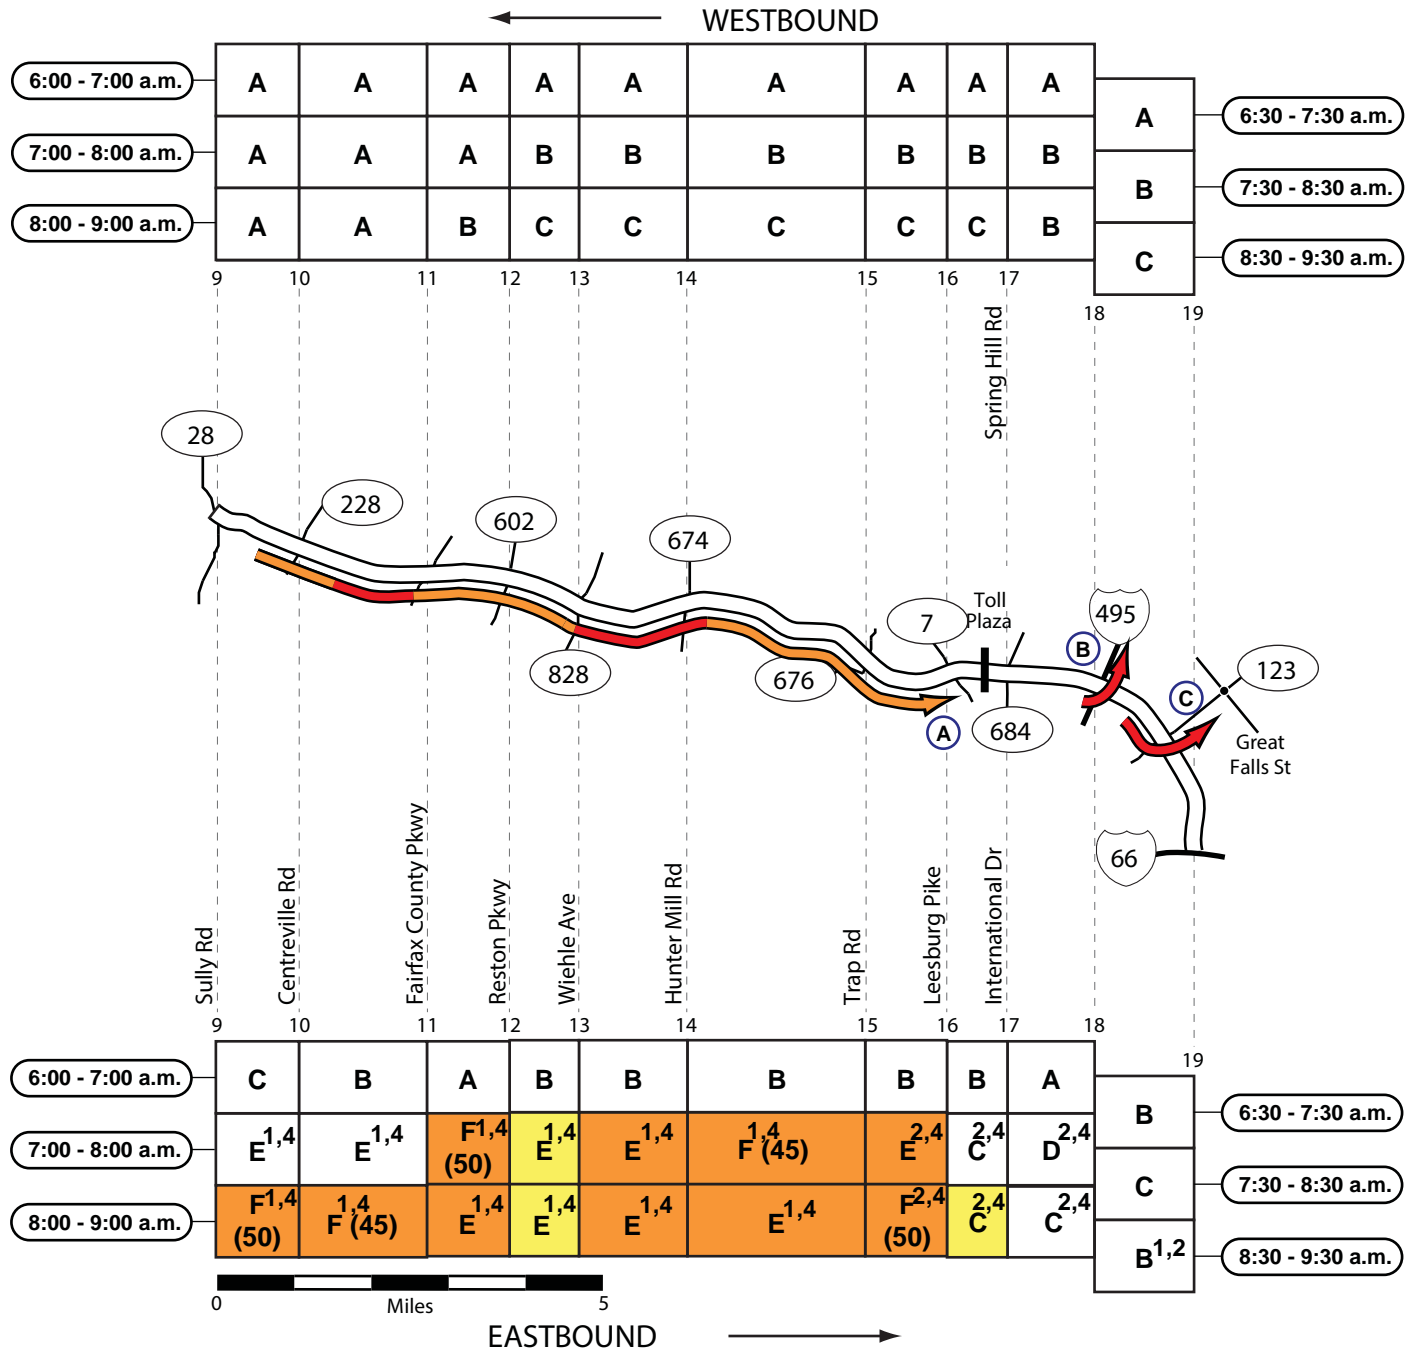 WESTBOUND
6:00 - 7:00 a.m. A A A A A A A A A
A 6:30 - 7:30 a.m.
7:00 - 8:00 a.m. A A A B B B B B B
B 7:30 - 8:30 a.m.
8:00 - 9:00 a.m. A A B C C C C C B
C 8:30 - 9:30 a.m.
9 10 11 12 13 14 15 16 17
18 19
Spring Hill Rd
28
228
602
674
7
Toll
Plaza
495
B
828
676
A
684
C
123
Great
Falls St
66
Sully Rd
Centreville Rd
Fairfax County Pkwy
Reston Pkwy
Wiehle Ave
Hunter Mill Rd
Trap Rd
Leesburg Pike
International Dr
9 10 11 12 13 14 15 16 17 18
19
6:00 - 7:00 a.m. C B A B B B B B A
B 6:30 - 7:30 a.m.
7:00 - 8:00 a.m. E1,4 E1,4 F1,4 (50) E1,4 E1,4 F1,4 (45) E2,4 C2,4 D2,4
C 7:30 - 8:30 a.m.
8:00 - 9:00 a.m. F1,4 (50) F1,4 (45) E1,4 E1,4 E1,4 E1,4 F2,4 (50) C2,4 C2,4
B1,2 8:30 - 9:30 a.m.
0 Miles 5
EASTBOUND